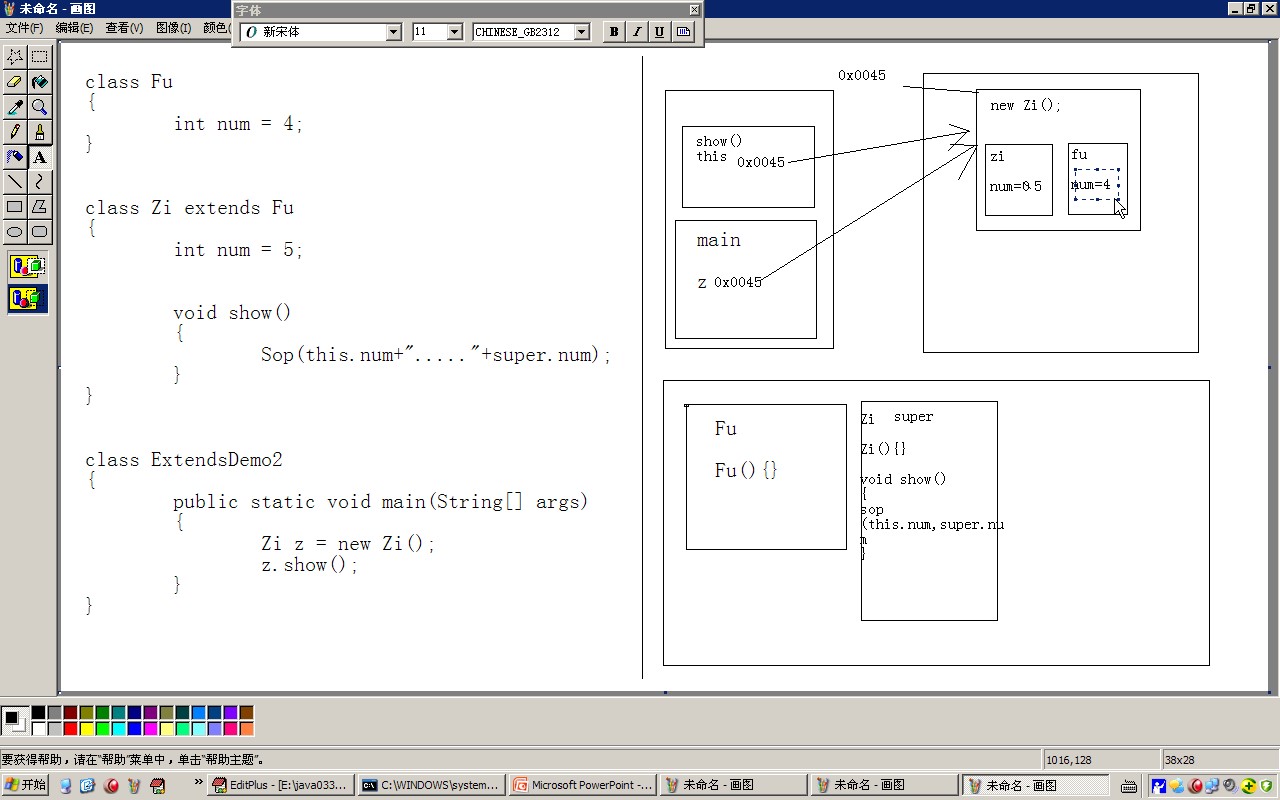 未命名 - 画图
字体
文件(F) 编辑(E) 查看(V) 图像(I) 颜色(
新宋体 11 CHINESE_GB2312 B I U
class Fu
{
int num = 4;
}
class Zi extends Fu
{
int num = 5;
void show()
{
Sop(this.num+"....."+super.num);
}
}
class ExtendsDemo2
{
public static void main(String[] args)
{
Zi z = new Zi();
z.show();
}
}
0x0045
show()
this 0x0045
main
z 0x0045
new Zi();
zi
fu
num=4
Fu
Fu(){}
Zi super
Zi(){}
void show()
{
sop
(this.num,super.nu
m
}
要获得帮助，请在“帮助”菜单中，单击“帮助主题”。 1016,128 38x28
开始 EditPlus - [E:\java033... C:\WINDOWS\system... Microsoft PowerPoint -... 未命名 - 画图 未命名 - 画图 未命名 - 画图